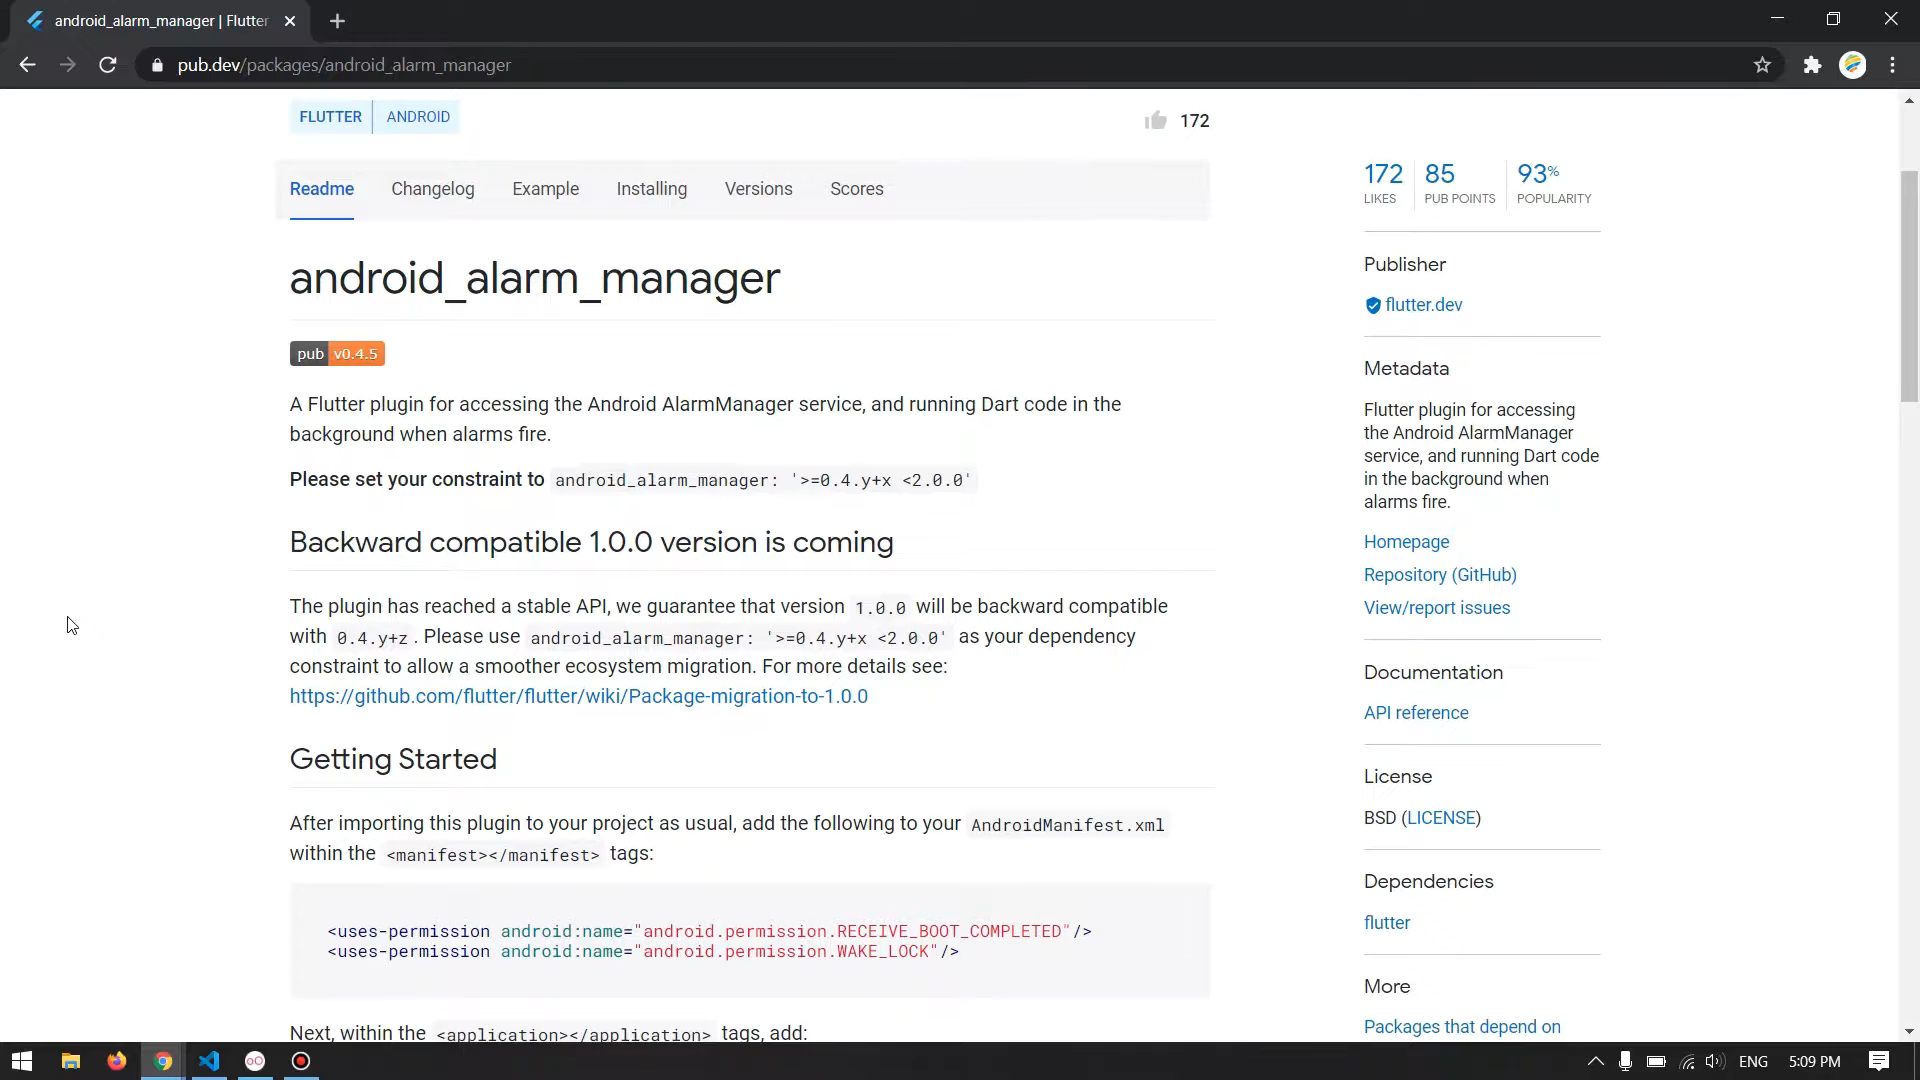 android_alarm_manager | Flutter
pub.dev/packages/android_alarm_manager
FLUTTER ANDROID
172
Readme Changelog Example Installing Versions Scores
android_alarm_manager
pub v0.4.5
A Flutter plugin for accessing the Android AlarmManager service, and running Dart code in the
background when alarms fire.
Please set your constraint to android_alarm_manager: '>=0.4.y+x <2.0.0'
Backward compatible 1.0.0 version is coming
The plugin has reached a stable API, we guarantee that version 1.0.0 will be backward compatible
with 0.4.y+z . Please use android_alarm_manager: '>=0.4.y+x <2.0.0' as your dependency
constraint to allow a smoother ecosystem migration. For more details see:
https://github.com/flutter/flutter/wiki/Package-migration-to-1.0.0
Getting Started
After importing this plugin to your project as usual, add the following to your AndroidManifest.xml
within the <manifest></manifest> tags:
<uses-permission android:name="android.permission.RECEIVE_BOOT_COMPLETED"/>
<uses-permission android:name="android.permission.WAKE_LOCK"/>
Next, within the <application></application> tags, add:
172 85 93%
LIKES PUB POINTS POPULARITY
Publisher
flutter.dev
Metadata
Flutter plugin for accessing
the Android AlarmManager
service, and running Dart code
in the background when
alarms fire.
Homepage
Repository (GitHub)
View/report issues
Documentation
API reference
License
BSD (LICENSE)
Dependencies
flutter
More
Packages that depend on
ENG 5:09 PM